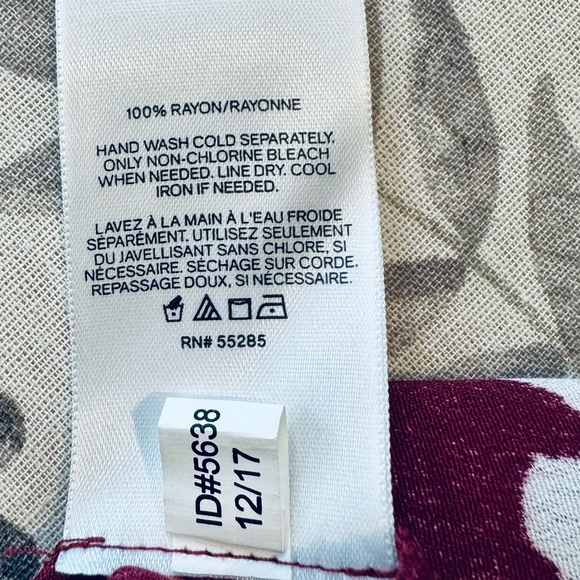 100% RAYON/RAYONNE
HAND WASH COLD SEPARATELY.
ONLY NON-CHLORINE BLEACH
WHEN NEEDED. LINE DRY. COOL
IRON IF NEEDED.
LAVEZ À LA MAIN À L'EAU FROIDE
SÉPARÉMENT. UTILISEZ SEULEMENT
DU JAVELLISANT SANS CHLORE, SI
NÉCESSAIRE. SÉCHAGE SUR CORDE.
REPASSAGE DOUX, SI NÉCESSAIRE.
RN# 55285
ID#5638
12/17